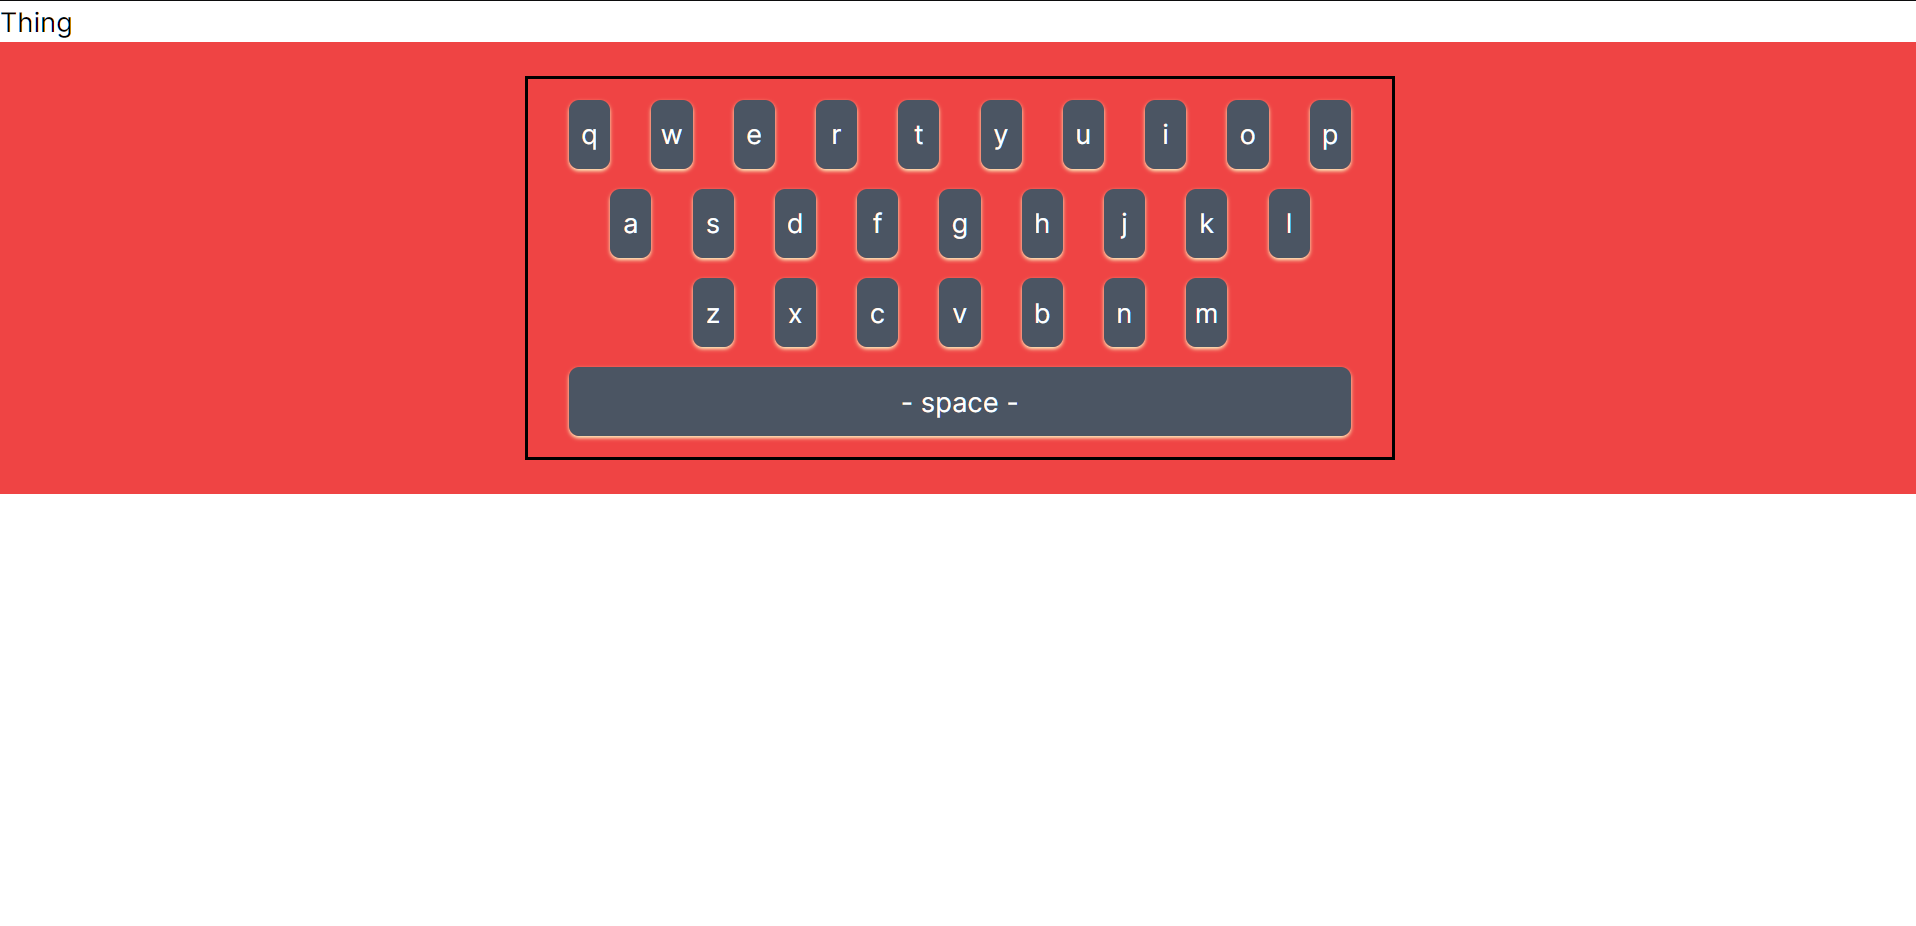 Thing
q w e r t y u i o p
a s d f g h j k l
z x c v b n m
- space -